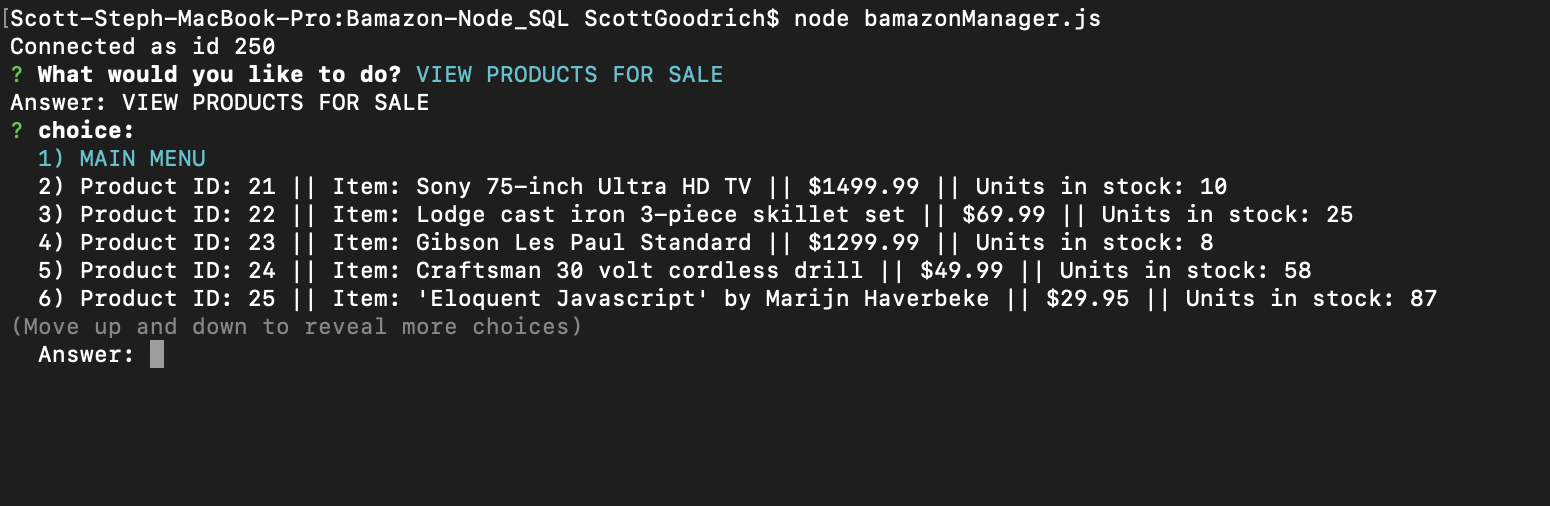 [Scott-Steph-MacBook-Pro:Bamazon-Node_SQL ScottGoodrich$ node bamazonManager.js
Connected as id 250
? What would you like to do? VIEW PRODUCTS FOR SALE
Answer: VIEW PRODUCTS FOR SALE
? choice:
1) MAIN MENU
2) Product ID: 21 || Item: Sony 75-inch Ultra HD TV || $1499.99 || Units in stock: 10
3) Product ID: 22 || Item: Lodge cast iron 3-piece skillet set || $69.99 || Units in stock: 25
4) Product ID: 23 || Item: Gibson Les Paul Standard || $1299.99 || Units in stock: 8
5) Product ID: 24 || Item: Craftsman 30 volt cordless drill || $49.99 || Units in stock: 58
6) Product ID: 25 || Item: 'Eloquent Javascript' by Marijn Haverbeke || $29.95 || Units in stock: 87
(Move up and down to reveal more choices)
Answer: